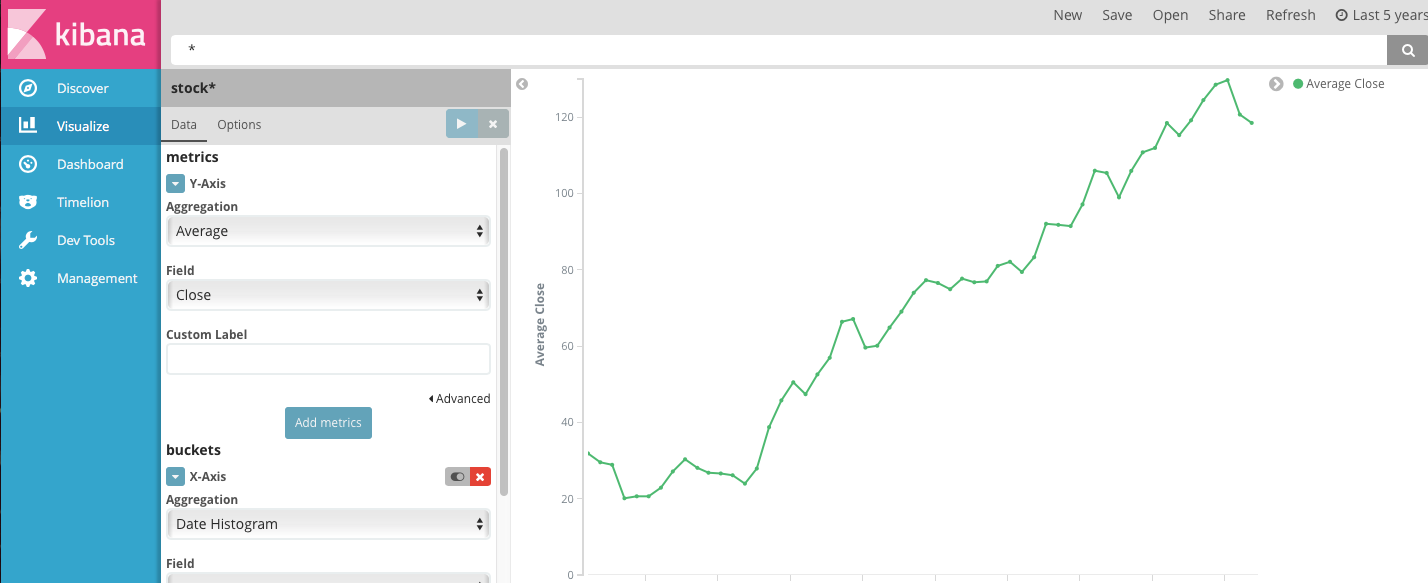 kibana
New Save Open Share Refresh Last 5 years
*
Discover
Visualize
Dashboard
Timelion
Dev Tools
Management
stock*
Data Options
metrics
Y-Axis
Aggregation
Average
Field
Close
Custom Label
Advanced
Add metrics
buckets
X-Axis
Aggregation
Date Histogram
Field
Average Close
120
100
80
60
40
20
0
Average Close